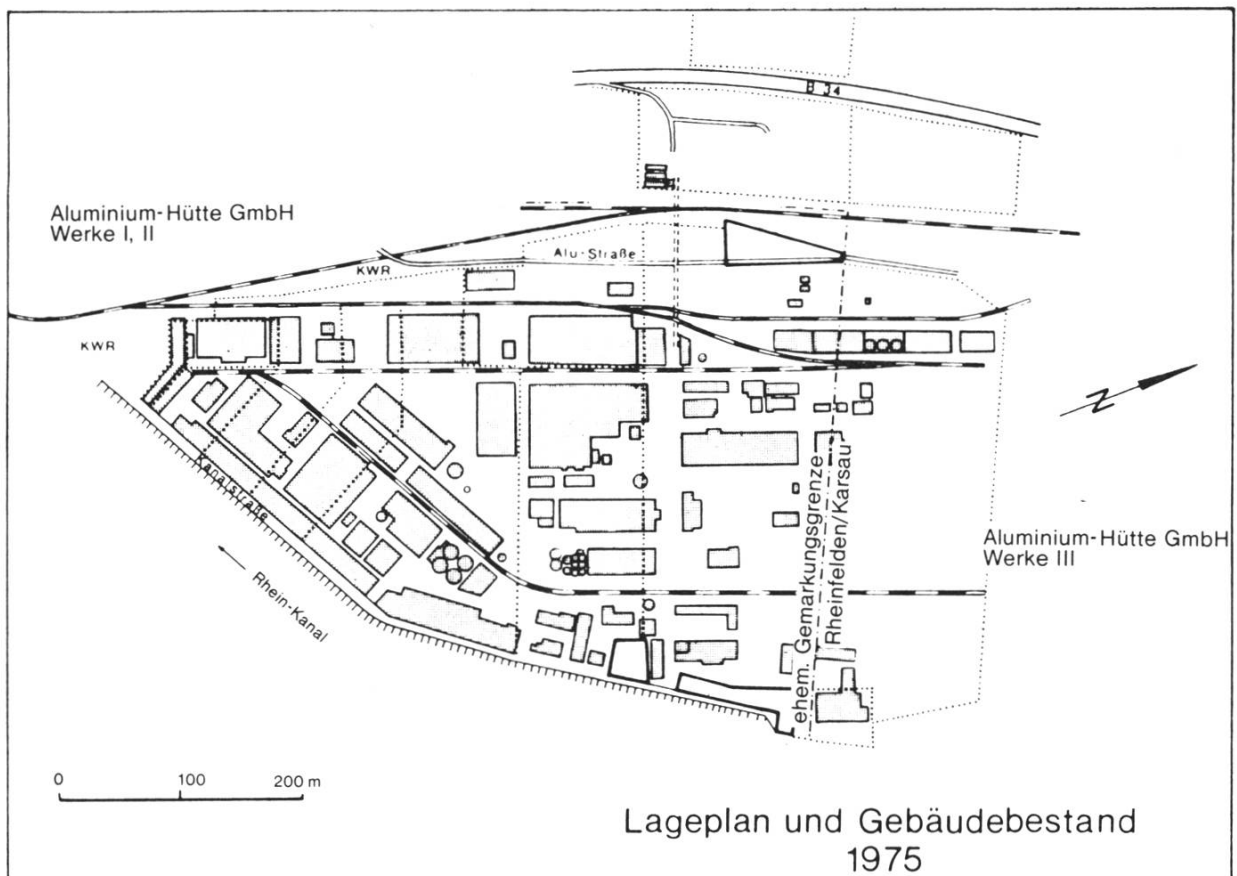 B 34
Aluminium-Hütte GmbH
Werke I, II
Alu-Straße
KWR
KWR
N
ehem. Gemarkungsgrenze
Rheinfelden/Karsau
Kanalstraße
Aluminium-Hütte GmbH
Werke III
Rhein-Kanal
0 100 200 m
Lageplan und Gebäudebestand
1975